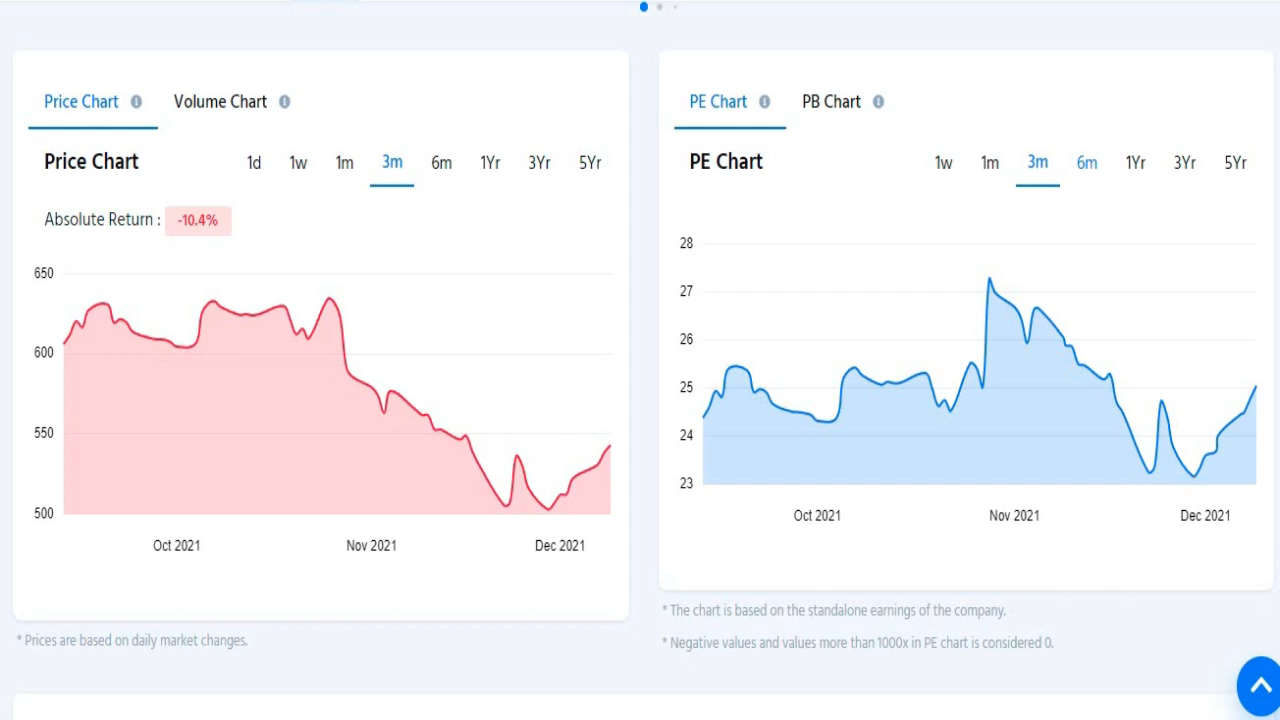 Price Chart Volume Chart
Price Chart 1d 1w 1m 3m 6m 1Yr 3Yr 5Yr
Absolute Return : -10.4%
650
600
550
500
Oct 2021 Nov 2021 Dec 2021
* Prices are based on daily market changes.
PE Chart PB Chart
PE Chart 1w 1m 3m 6m 1Yr 3Yr 5Yr
28
27
26
25
24
23
Oct 2021 Nov 2021 Dec 2021
* The chart is based on the standalone earnings of the company.
* Negative values and values more than 1000x in PE chart is considered 0.